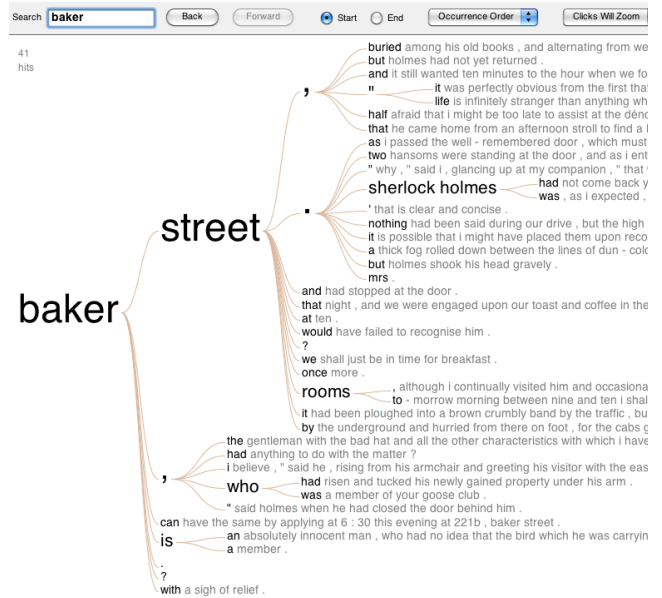 Search baker Back Forward Start End Occurrence Order Clicks Will Zoom
41
hits
baker
street
,
buried among his old books , and alternating from we
but holmes had not yet returned .
and it still wanted ten minutes to the hour when we fo
"
it was perfectly obvious from the first that
life is infinitely stranger than anything wh
half afraid that i might be too late to assist at the déno
that he came home from an afternoon stroll to find a
.
as i passed the well - remembered door , which must
two hansoms were standing at the door , and as i ent
" why , " said i , glancing up at my companion , " that
sherlock holmes
had not come back y
was , as i expected ,
' that is clear and concise .
nothing had been said during our drive , but the high
it is possible that i might have placed them upon reco
a thick fog rolled down between the lines of dun - colo
but holmes shook his head gravely .
mrs .
and had stopped at the door .
that night , and we were engaged upon our toast and coffee in the
at ten .
would have failed to recognise him .
?
we shall just be in time for breakfast .
once more .
rooms
, although i continually visited him and occasiona
to - morrow morning between nine and ten i shal
it had been ploughed into a brown crumbly band by the traffic , bu
by the underground and hurried from there on foot , for the cabs g
,
the gentleman with the bad hat and all the other characteristics with which i have
had anything to do with the matter ?
i believe , " said he , rising from his armchair and greeting his visitor with the eas
who
had risen and tucked his newly gained property under his arm .
was a member of your goose club .
" said holmes when he had closed the door behind him .
can have the same by applying at 6 : 30 this evening at 221b , baker street .
is
an absolutely innocent man , who had no idea that the bird which he was carryin
a member .
.
?
with a sigh of relief .